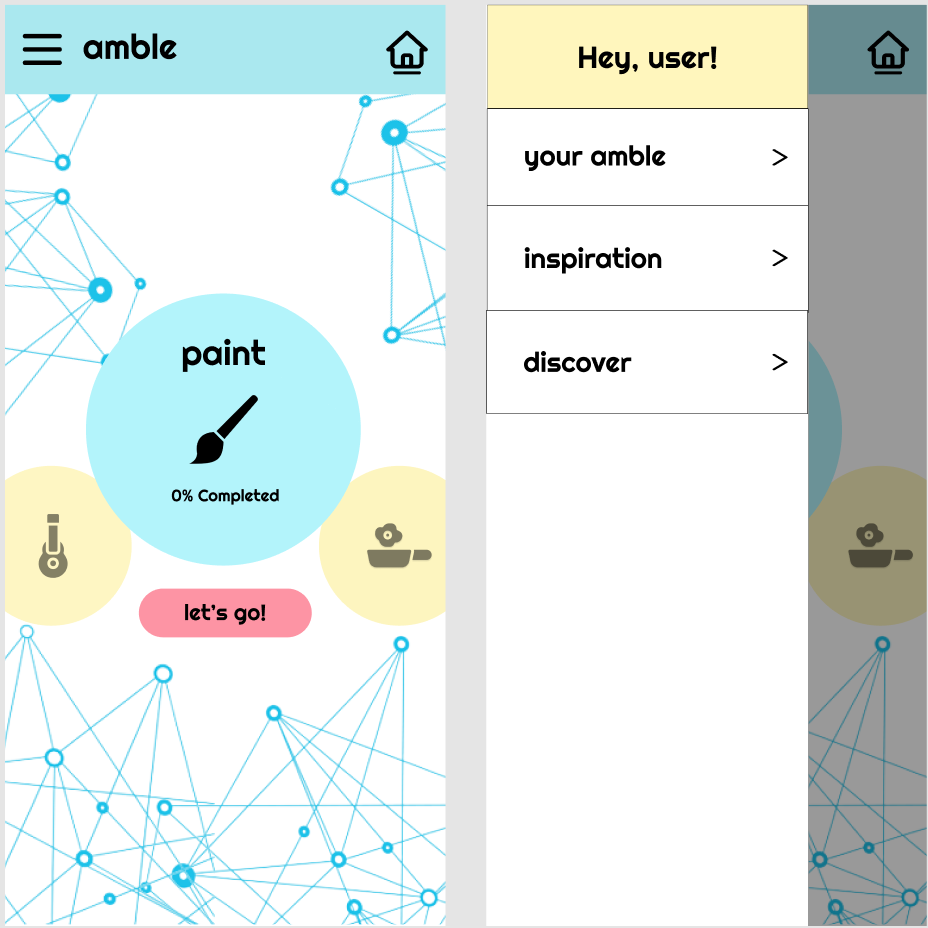 amble
paint
0% Completed
let's go!
Hey, user!
your amble >
inspiration >
discover >